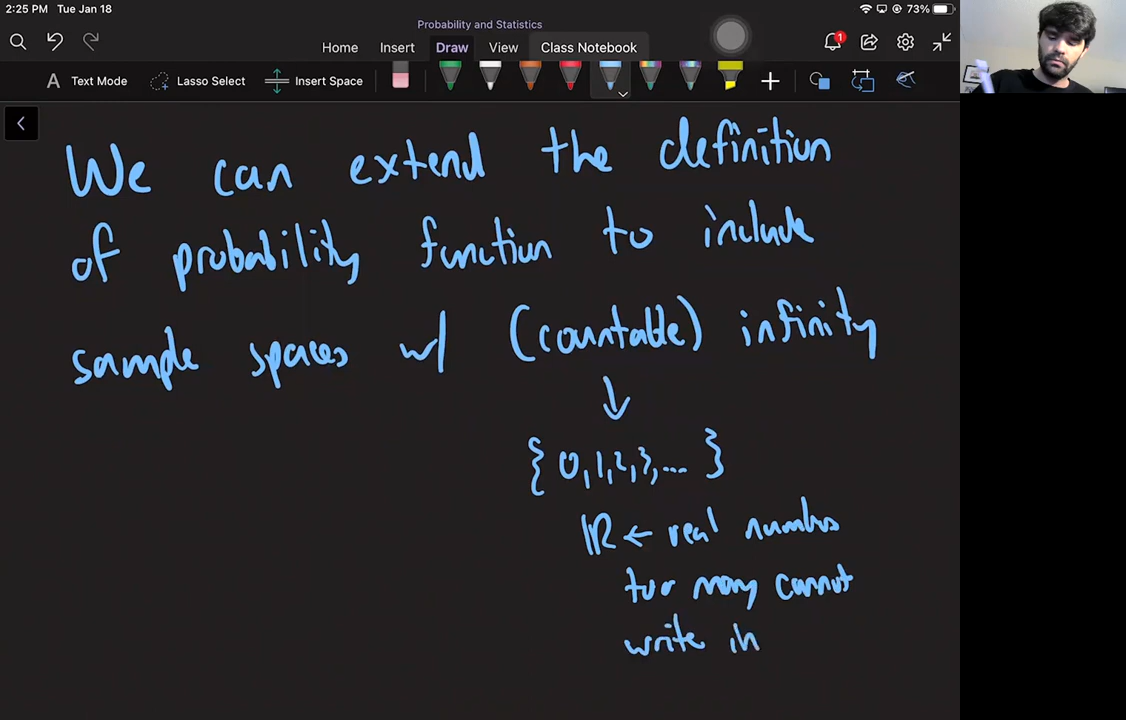 2:25 PM Tue Jan 18
73%
Probability and Statistics
Home Insert Draw View Class Notebook
1
A Text Mode Lasso Select Insert Space
We can extend the definition
of probability function to include
sample spaces w/ (countable) infinity
↓
{ 0,1,2,3,... }
ℝ ← real numbers
too many cannot
write in